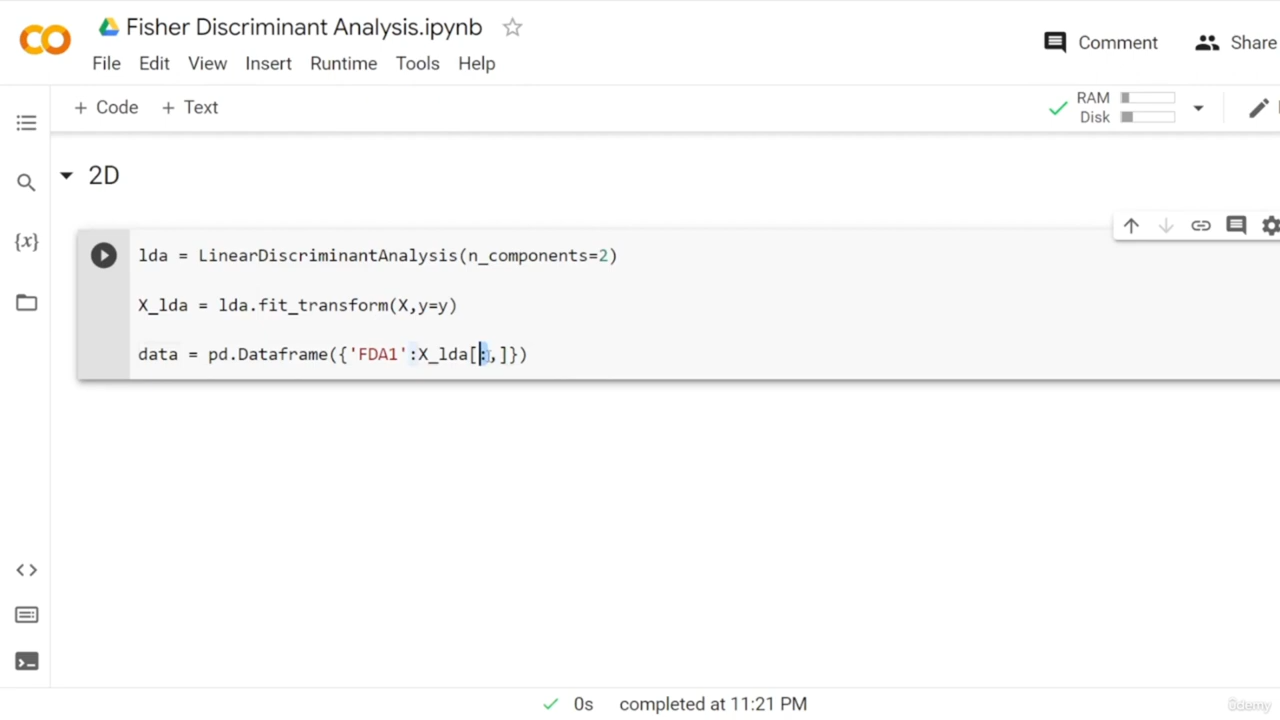 Fisher Discriminant Analysis.ipynb
Comment
Share
File Edit View Insert Runtime Tools Help
+ Code + Text
RAM
Disk
2D
{x}
lda = LinearDiscriminantAnalysis(n_components=2)
X_lda = lda.fit_transform(X,y=y)
data = pd.Dataframe({'FDA1':X_lda[:,]})
0s completed at 11:21 PM
ûdemy